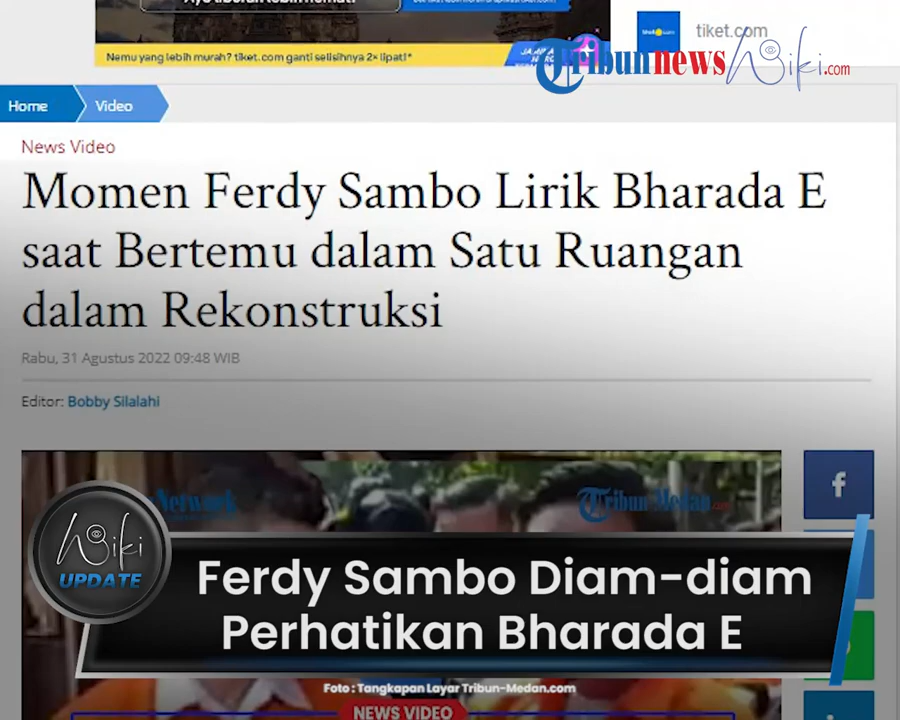 Nemu yang lebih murah? tiket.com ganti selisihnya 2x lipat!*
tiket.com
Tribunnews Wiki.com
Home
Video
News Video
Momen Ferdy Sambo Lirik Bharada E
saat Bertemu dalam Satu Ruangan
dalam Rekonstruksi
Rabu, 31 Agustus 2022 09:48 WIB
Editor: Bobby Silalahi
Network
Tribun-Medan.com
f
Wiki
UPDATE
Ferdy Sambo Diam-diam
Perhatikan Bharada E
Foto : Tangkapan Layar Tribun-Medan.com
NEWS VIDEO